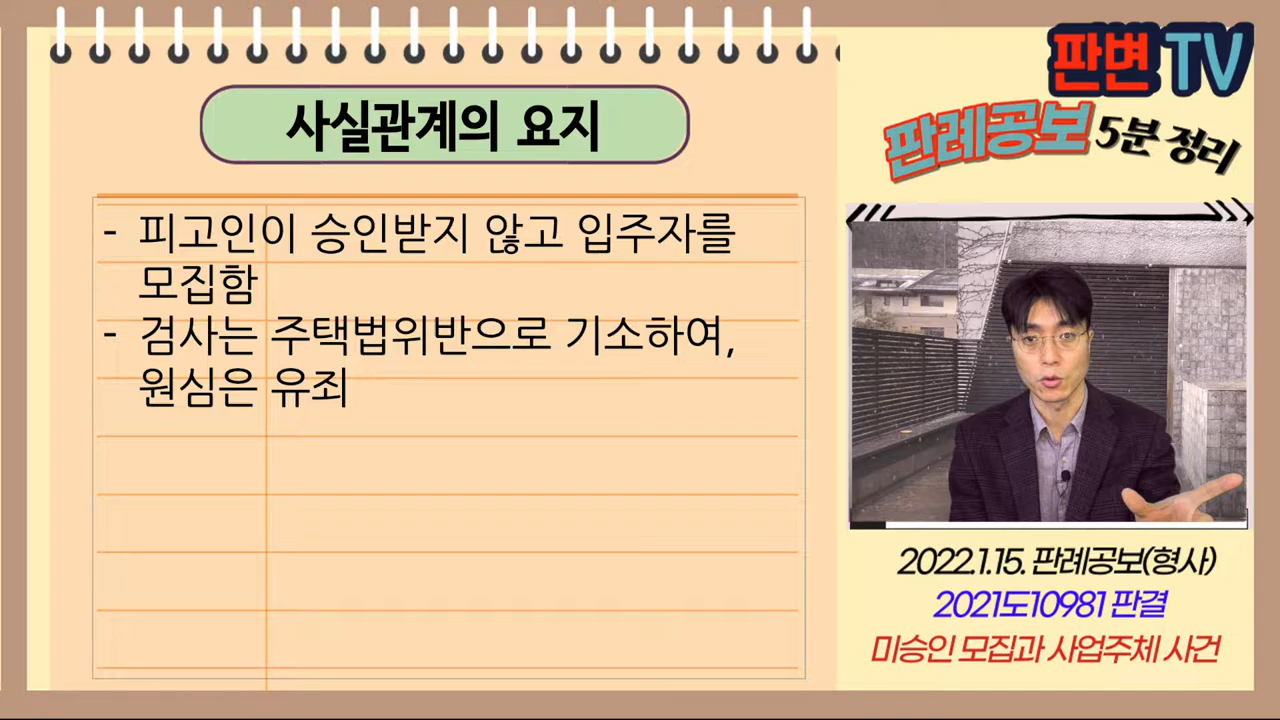 사실관계의 요지
- 피고인이 승인받지 않고 입주자를
모집함
- 검사는 주택법위반으로 기소하여,
원심은 유죄
판변 TV
판례공보 5분 정리
2022.1.15. 판례공보(형사)
2021도10981 판결
미승인 모집과 사업주체 사건